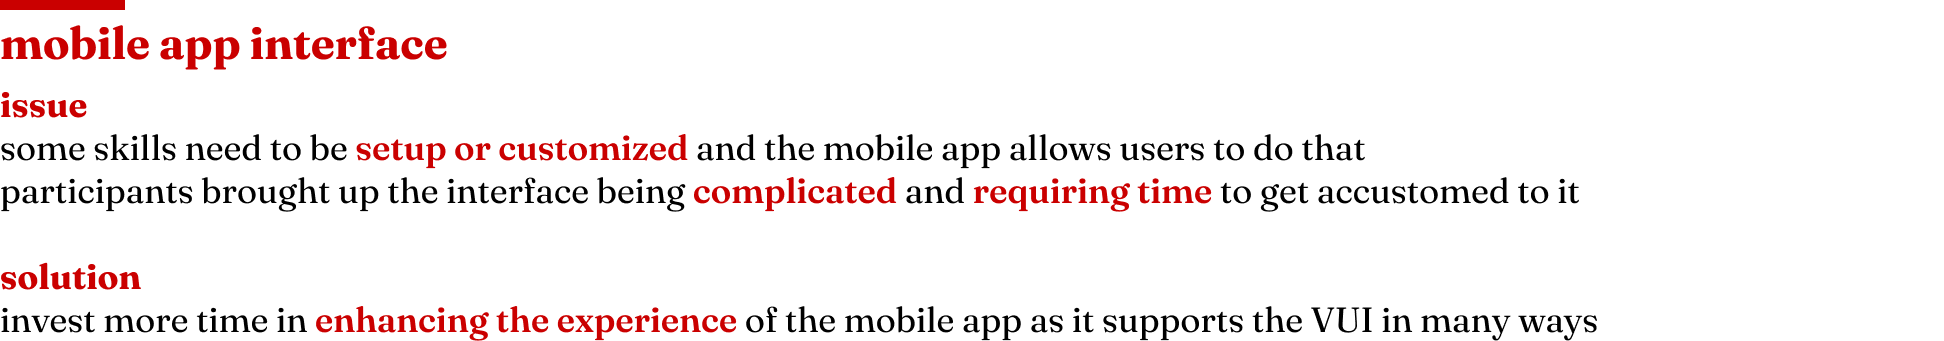 mobile app interface
issue
some skills need to be setup or customized and the mobile app allows users to do that
participants brought up the interface being complicated and requiring time to get accustomed to it
solution
invest more time in enhancing the experience of the mobile app as it supports the VUI in many ways